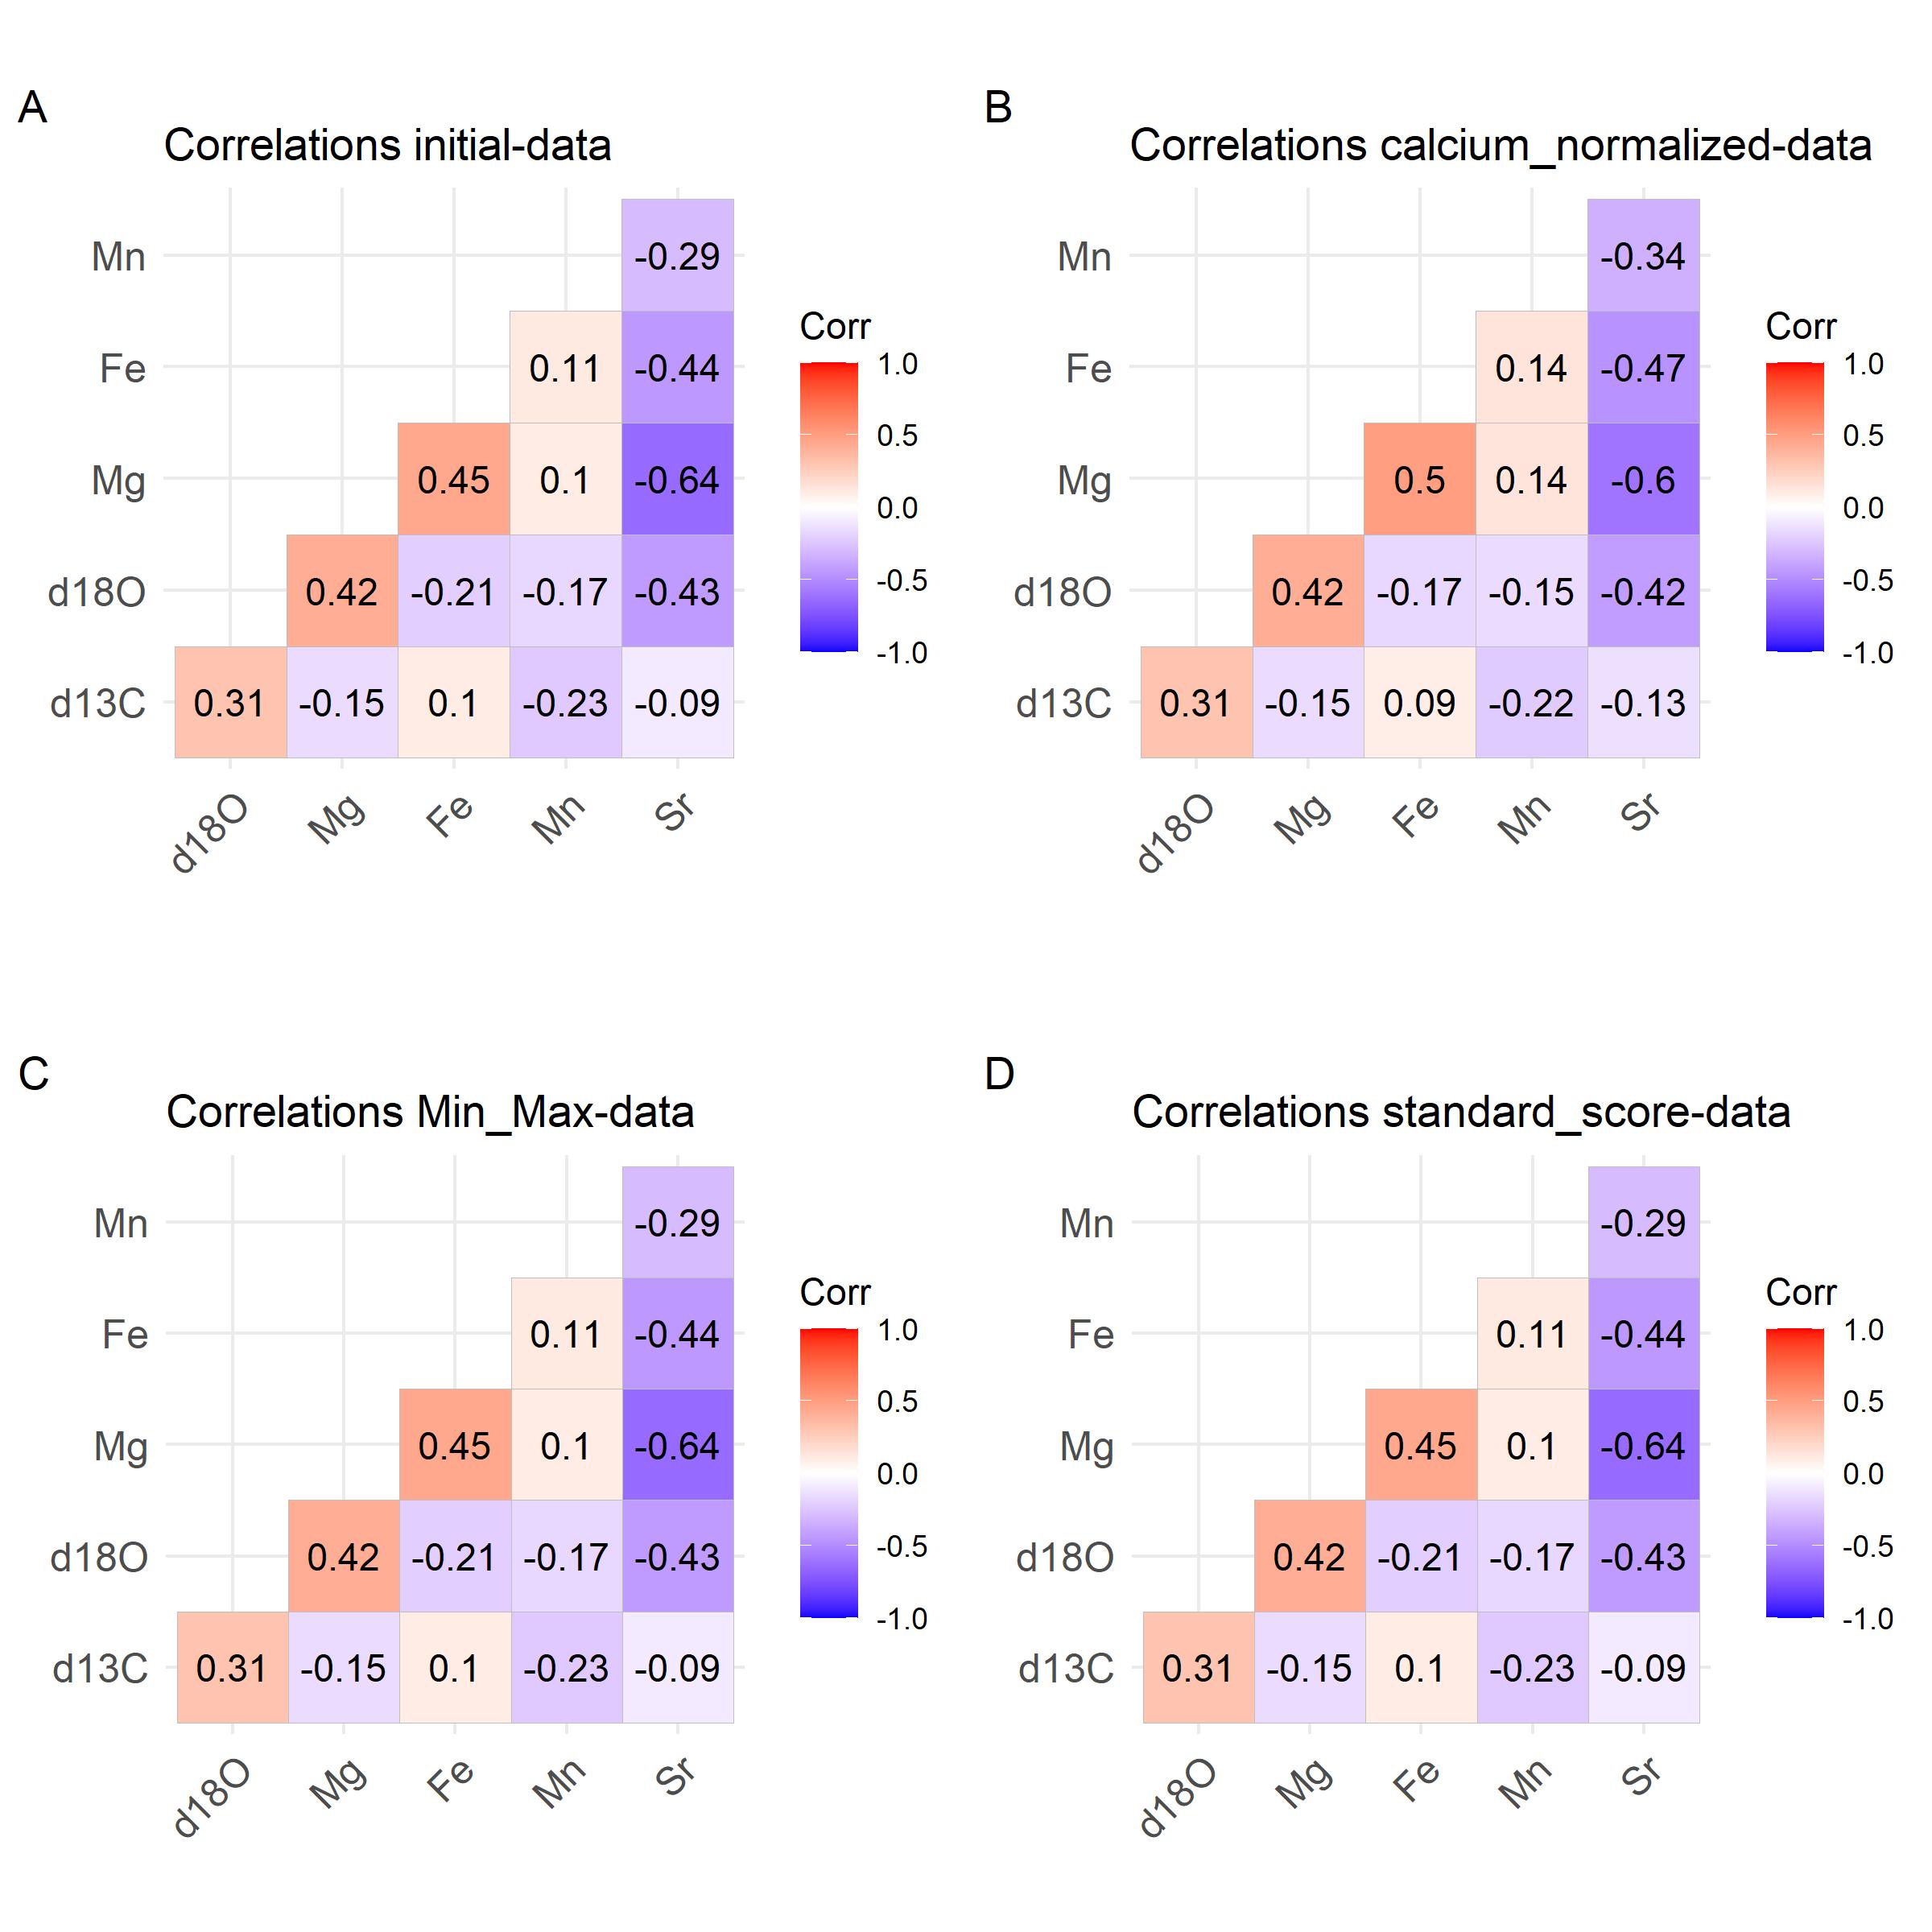 A
Correlations initial-data
Mn
-0.29
Fe
0.11 -0.44
Mg
0.45 0.1 -0.64
d18O
0.42 -0.21 -0.17 -0.43
d13C
0.31 -0.15 0.1 -0.23 -0.09
d18O Mg Fe Mn Sr
Corr
1.0
0.5
0.0
-0.5
-1.0
B
Correlations calcium_normalized-data
Mn
-0.34
Fe
0.14 -0.47
Mg
0.5 0.14 -0.6
d18O
0.42 -0.17 -0.15 -0.42
d13C
0.31 -0.15 0.09 -0.22 -0.13
d18O Mg Fe Mn Sr
Corr
1.0
0.5
0.0
-0.5
-1.0
C
Correlations Min_Max-data
Mn
-0.29
Fe
0.11 -0.44
Mg
0.45 0.1 -0.64
d18O
0.42 -0.21 -0.17 -0.43
d13C
0.31 -0.15 0.1 -0.23 -0.09
d18O Mg Fe Mn Sr
Corr
1.0
0.5
0.0
-0.5
-1.0
D
Correlations standard_score-data
Mn
-0.29
Fe
0.11 -0.44
Mg
0.45 0.1 -0.64
d18O
0.42 -0.21 -0.17 -0.43
d13C
0.31 -0.15 0.1 -0.23 -0.09
d18O Mg Fe Mn Sr
Corr
1.0
0.5
0.0
-0.5
-1.0